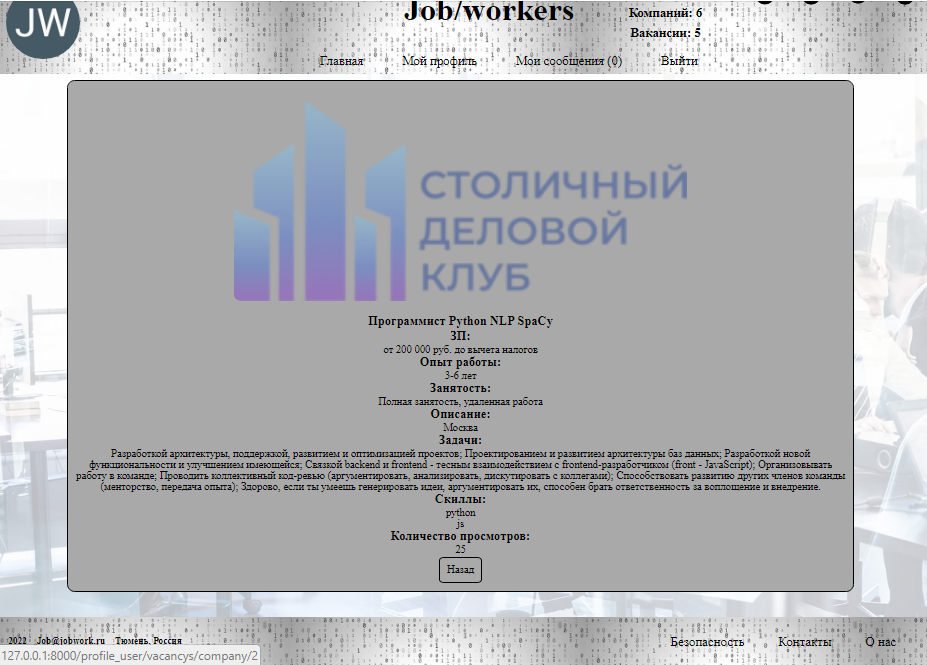 JW
Job/workers
Компаний: 6
Вакансии: 5
Главная Мой профиль Мои сообщения (0) Выйти
СТОЛИЧНЫЙ
ДЕЛОВОЙ
КЛУБ
Программист Python NLP SpaCy
ЗП:
от 200 000 руб. до вычета налогов
Опыт работы:
3-6 лет
Занятость:
Полная занятость, удаленная работа
Описание:
Москва
Задачи:
Разработкой архитектуры, поддержкой, развитием и оптимизацией проектов; Проектированием и развитием архитектуры баз данных; Разработкой новой
функциональности и улучшением имеющейся; Связкой backend и frontend - тесным взаимодействием с frontend-разработчиком (front - JavaScript); Организовывать
работу в команде; Проводить коллективный код-ревью (аргументировать, анализировать, дискутировать с коллегами); Способствовать развитию других членов команды
(менторство, передача опыта); Здорово, если ты умеешь генерировать идеи, аргументировать их, способен брать ответственность за воплощение и внедрение.
Скиллы:
python
js
Количество просмотров:
25
Назад
2022 Job@jobwork.ru Тюмень, Россия
Безопасность Контакты О нас
127.0.0.1:8000/profile_user/vacancys/company/2